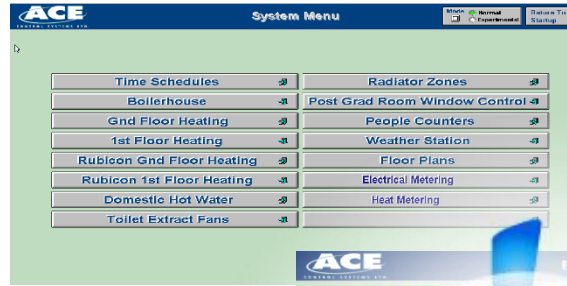 ACE
CONTROL SYSTEMS LTD
System Menu
Mode
Normal
Experimental
Return To
Startup
Time Schedules
Boilerhouse
Gnd Floor Heating
1st Floor Heating
Rubicon Gnd Floor Heating
Rubicon 1st Floor Heating
Domestic Hot Water
Toilet Extract Fans
Radiator Zones
Post Grad Room Window Control
People Counters
Weather Station
Floor Plans
Electrical Metering
Heat Metering
ACE
CONTROL SYSTEMS LTD